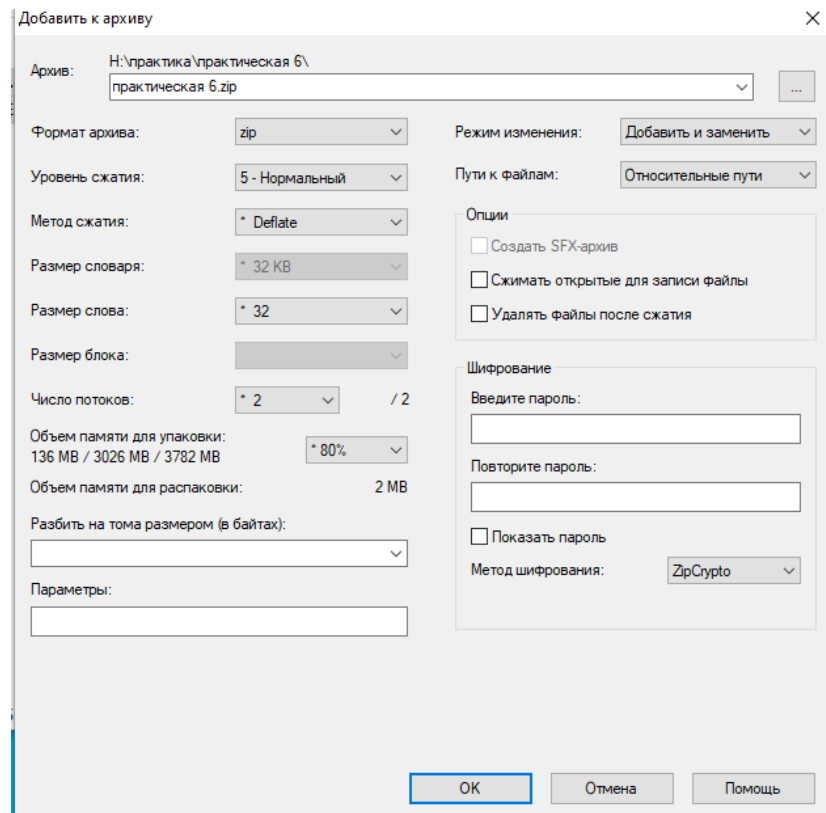 Добавить к архиву
Архив:
H:\практика\практическая 6\
практическая 6.zip
...
Формат архива: zip
Уровень сжатия: 5 - Нормальный
Метод сжатия: * Deflate
Размер словаря: * 32 KB
Размер слова: * 32
Размер блока:
Число потоков: * 2 / 2
Объем памяти для упаковки:
136 MB / 3026 MB / 3782 MB * 80%
Объем памяти для распаковки: 2 MB
Разбить на тома размером (в байтах):
Параметры:
Режим изменения: Добавить и заменить
Пути к файлам: Относительные пути
Опции
Создать SFX-архив
Сжимать открытые для записи файлы
Удалять файлы после сжатия
Шифрование
Введите пароль:
Повторите пароль:
Показать пароль
Метод шифрования: ZipCrypto
OK Отмена Помощь